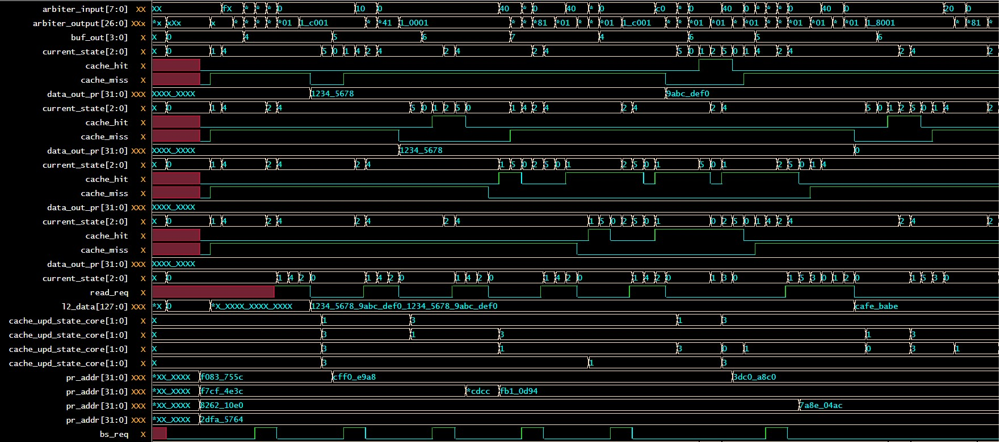 arbiter_input[7:0] XX XX fX * * * 0 10 0 40 * 0 40 * 0 c0 * 0 40 0 * * * 0 40 0 20 0
arbiter_output[26:0] XXx *x xXx x * * * * *01 1_c001 * *41 1_0001 * * *81 *01 * * *01 1_c001 * * *01 *01 * *01 * * *01 *01 * *01 1_8001 * *81 *
buf_out[3:0] X X 0 4 5 6 7 4 6 5 6
current_state[2:0] X X 0 1 4 5 0 1 4 2 4 2 4 2 4 5 0 1 2 5 0 1 4 2 4 2 4 2
cache_hit X
cache_miss X
data_out_pr[31:0] XXX XXXX_XXXX 1234_5678 9abc_def0
current_state[2:0] X X 0 1 4 2 4 5 0 1 2 5 0 1 4 2 4 2 4 2 4 5 0 1 2 5 0 1 4 2
cache_hit X
cache_miss X
data_out_pr[31:0] XXX XXXX_XXXX 1234_5678 0
current_state[2:0] X X 0 1 4 2 4 2 4 1 5 0 2 5 0 1 2 5 0 1 5 0 1 2 5 0 1 4
cache_hit X
cache_miss X
data_out_pr[31:0] XXX XXXX_XXXX
current_state[2:0] X X 0 1 4 2 4 2 4 2 4 1 5 0 2 5 0 1 0 2 5 0 1 4 2 4 2 4 2
cache_hit X
cache_miss X
data_out_pr[31:0] XXX XXXX_XXXX
current_state[2:0] X X 0 1 4 2 0 1 4 2 0 1 4 2 0 1 4 2 0 1 4 2 0 1 3 0 1 5 3 0 1 2 0 1 5 3 0
read_req X
l2_data[127:0] XXX *X 0 *X_XXXX_XXXX_XXXX 1234_5678_9abc_def0_1234_5678_9abc_def0 cafe_babe
cache_upd_state_core[1:0] X X 1 3 1 3
cache_upd_state_core[1:0] X X 3 1 3 1 3
cache_upd_state_core[1:0] X X 3 1 3 0 1 0 3 1
cache_upd_state_core[1:0] X X 3 1 3
pr_addr[31:0] XXX *XX_XXXX f083_755c cff0_e9a8 3dc0_a8c0
pr_addr[31:0] XXX *XX_XXXX f7cf_4e3c *cdcc fb1_0d94
pr_addr[31:0] XXX *XX_XXXX 8262_10e0 7a8e_04ac
pr_addr[31:0] XXX *XX_XXXX 2dfa_5764
bs_req X